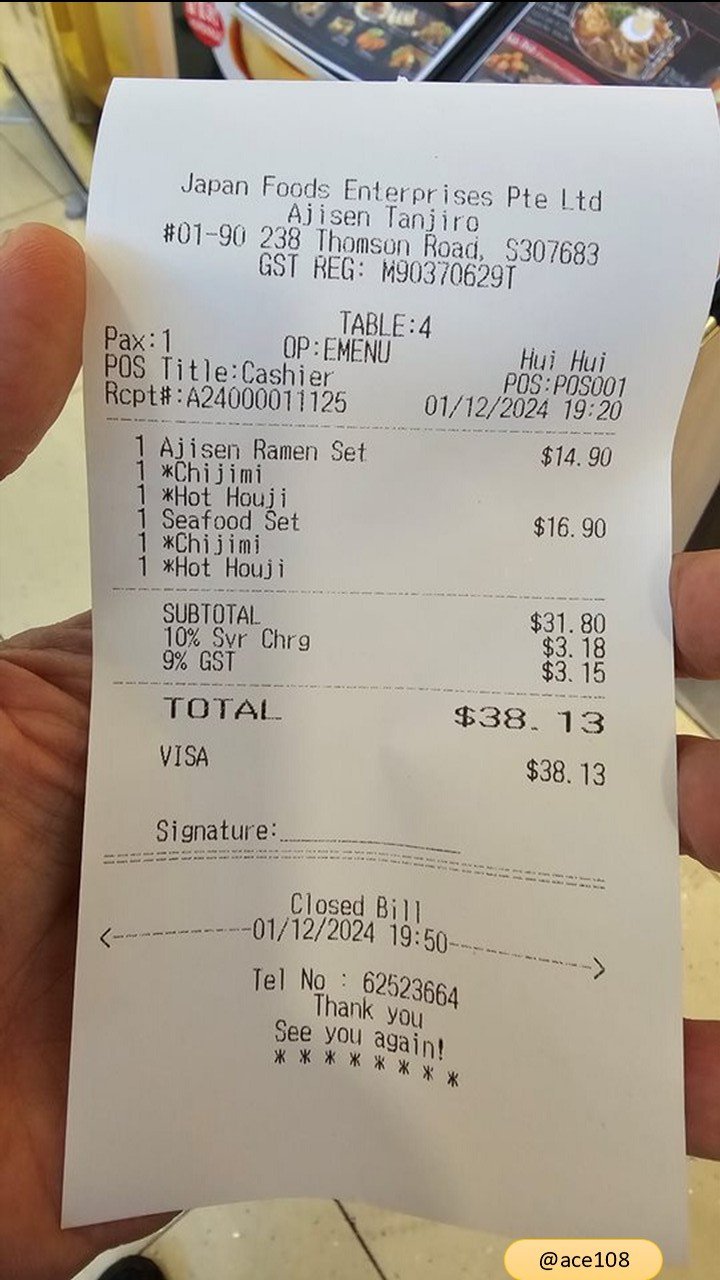 Japan Foods Enterprises Pte Ltd
Ajisen Tanjiro
#01-90 238 Thomson Road, S307683
GST REG: M90370629T
TABLE:4
Pax:1 OP:EMENU Hui Hui
POS Title:Cashier POS:POS001
Rcpt#:A24000011125 01/12/2024 19:20
1 Ajisen Ramen Set $14.90
1 *Chijimi
1 *Hot Houji
1 Seafood Set $16.90
1 *Chijimi
1 *Hot Houji
SUBTOTAL $31.80
10% Svr Chrg $3.18
9% GST $3.15
TOTAL $38.13
VISA $38.13
Signature:
Closed Bill
01/12/2024 19:50
Tel No : 62523664
Thank you
See you again!
* * * * * * * *
@ace108